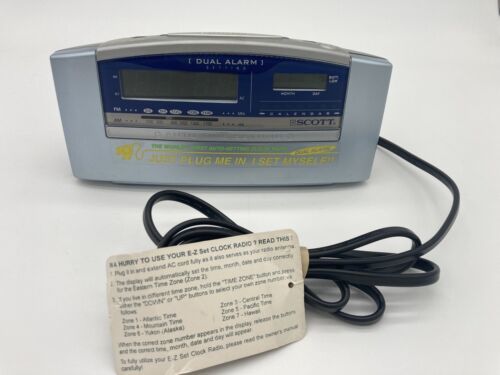 [ DUAL ALARM ]
SETTING
MONTH DAY
CALENDAR
FM
AM
SCOTT
THE WORLD'S FIRST AUTO-SETTING CLOCK RADIO
JUST PLUG ME IN I SET MYSELF!!
IN A HURRY TO USE YOUR E-Z Set CLOCK RADIO ? READ THIS !
1. Plug it in and extend AC cord fully as it also serves as your radio antenna.
2. The display will automatically set the time, month, date and day correctly
for the Eastern Time Zone (Zone 2).
3. If you live in different time zone, hold the "TIME ZONE" button and press
either the "DOWN" or "UP" buttons to select your own zone number, as
follows.
Zone 1 - Atlantic Time
Zone 3 - Central Time
Zone 4 - Mountain Time
Zone 5 - Pacific Time
Zone 6 - Yukon (Alaska)
Zone 7 - Hawaii
When the correct zone number appears in the display, release the buttons
and the correct time, month, date and day will appear
To fully utilize your E-Z Set Clock Radio, please read the owner's manual
carefully!